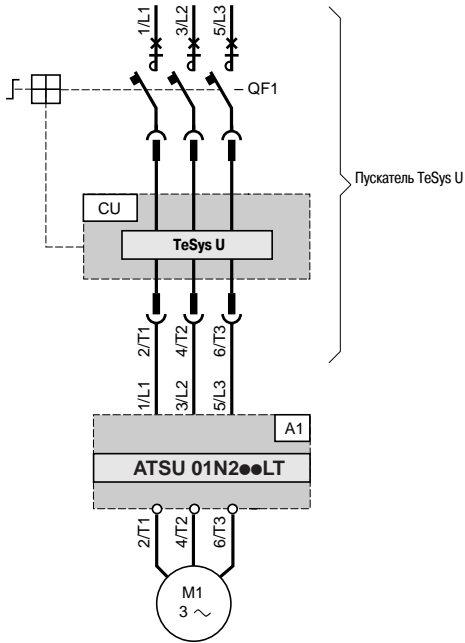 1/L1
3/L2
5/L3
QF1
Пускатель TeSys U
CU
TeSys U
2/T1
4/T2
6/T3
1/L1
3/L2
5/L3
A1
ATSU 01N2●●LT
2/T1
4/T2
6/T3
M1
3 ~